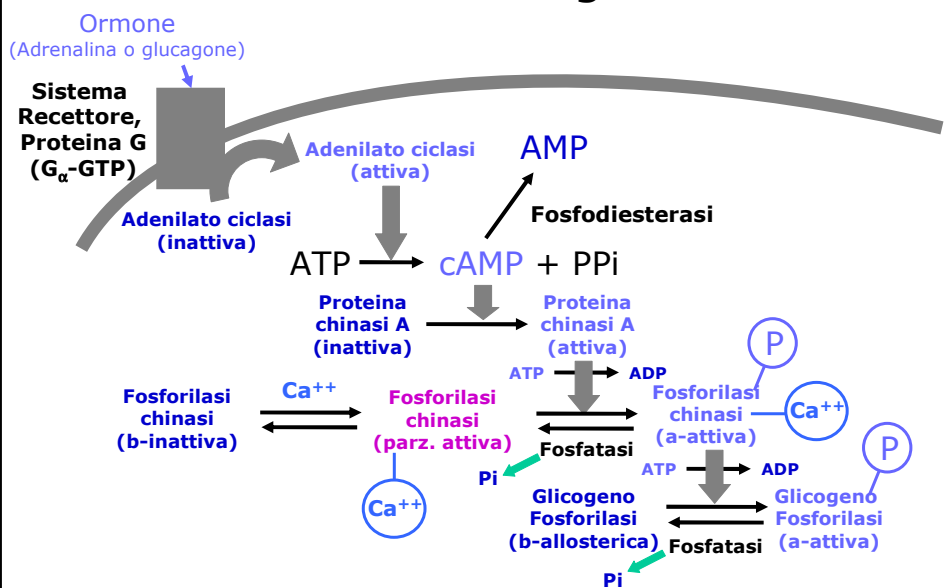 Ormone
(Adrenalina o glucagone)
Sistema
Recettore,
Proteina G
(Gα-GTP)
Adenilato ciclasi
(attiva)
AMP
Adenilato ciclasi
(inattiva)
Fosfodiesterasi
ATP
cAMP + PPi
Proteina
chinasi A
(inattiva)
Proteina
chinasi A
(attiva)
P
ATP
ADP
Fosforilasi
chinasi
(b-inattiva)
Ca++
Fosforilasi
chinasi
(parz. attiva)
Fosforilasi
chinasi
(a-attiva)
Ca++
Fosfatasi
Pi
P
Ca++
ATP
ADP
Glicogeno
Fosforilasi
(b-allosterica)
Glicogeno
Fosforilasi
(a-attiva)
Fosfatasi
Pi